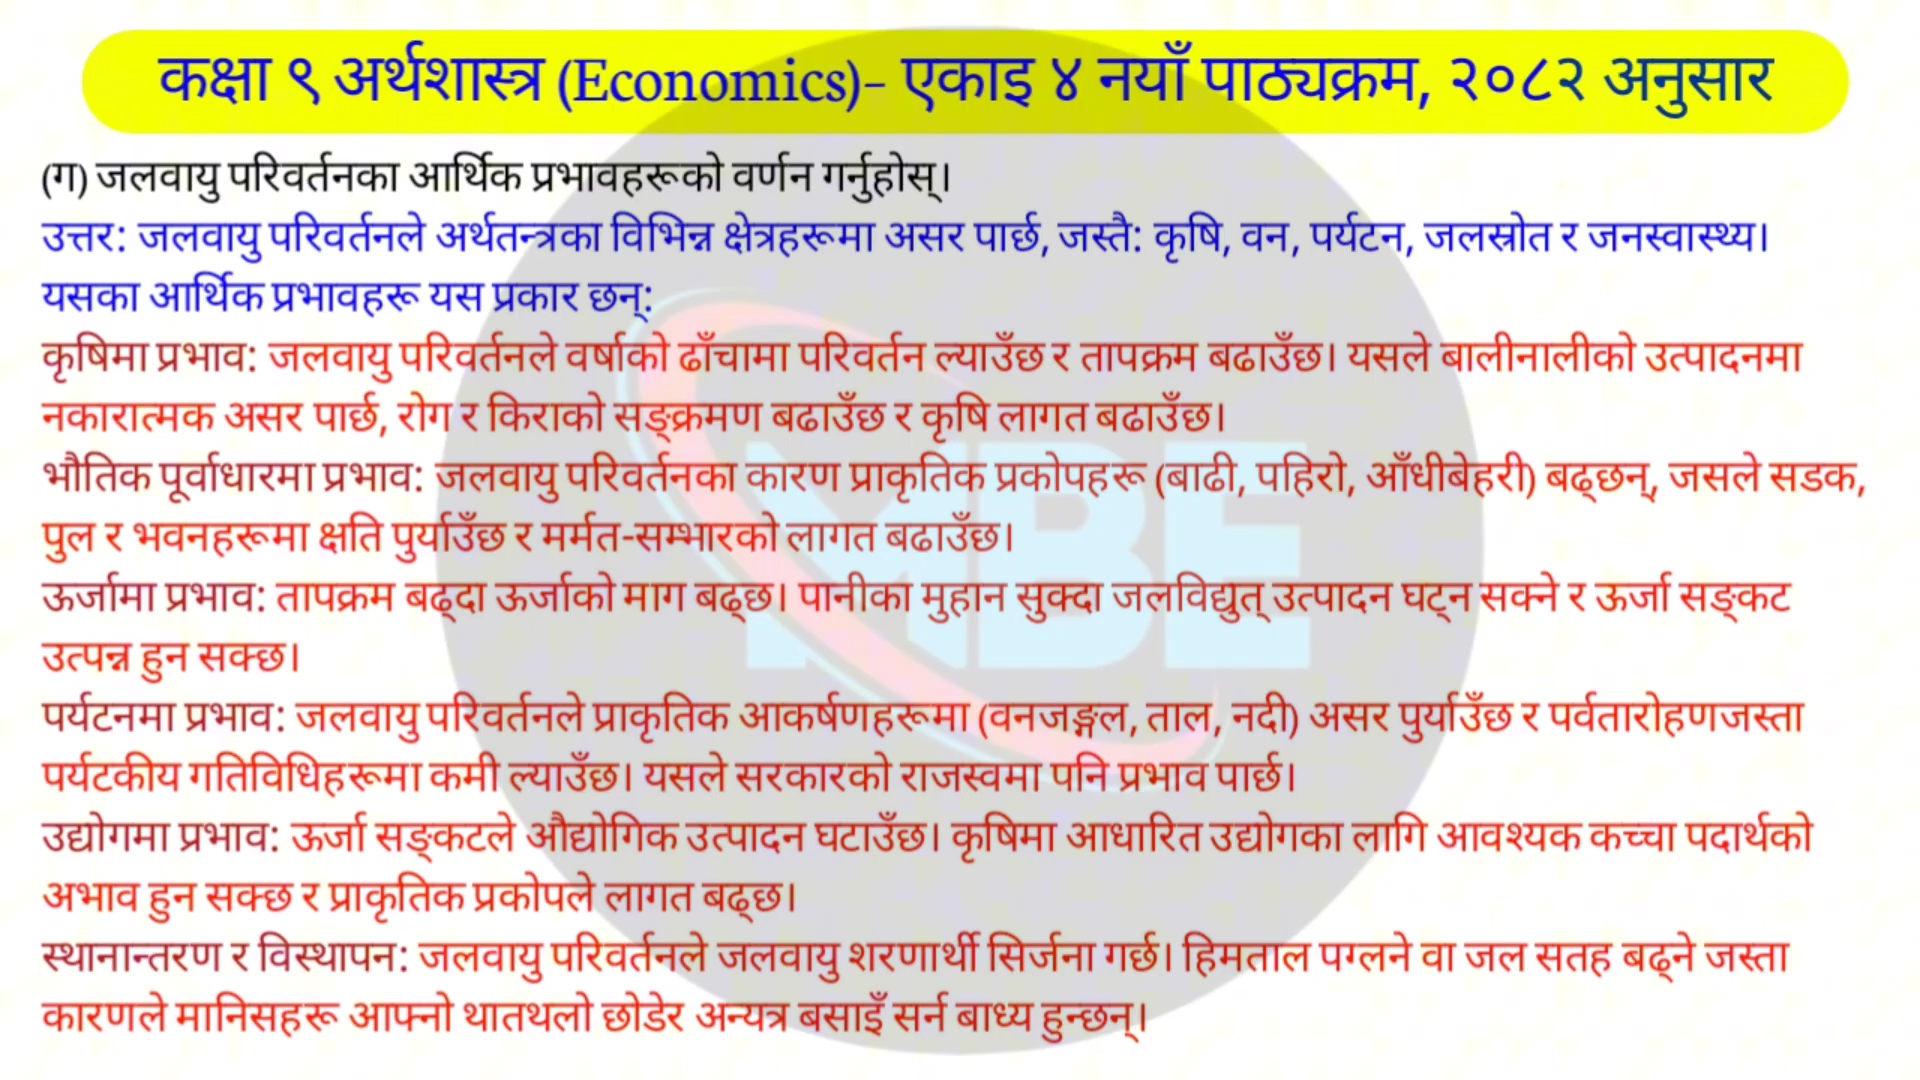 कक्षा ९ अर्थशास्त्र (Economics)- एकाइ ४ नयाँ पाठ्यक्रम, २०८२ अनुसार
(ग) जलवायु परिवर्तनका आर्थिक प्रभावहरूको वर्णन गर्नुहोस्।
उत्तर: जलवायु परिवर्तनले अर्थतन्त्रका विभिन्न क्षेत्रहरूमा असर पार्छ, जस्तै: कृषि, वन, पर्यटन, जलस्रोत र जनस्वास्थ्य।
यसका आर्थिक प्रभावहरू यस प्रकार छन्:
कृषिमा प्रभाव: जलवायु परिवर्तनले वर्षाको ढाँचामा परिवर्तन ल्याउँछ र तापक्रम बढाउँछ। यसले बालीनालीको उत्पादनमा
नकारात्मक असर पार्छ, रोग र किराको सङ्क्रमण बढाउँछ र कृषि लागत बढाउँछ।
भौतिक पूर्वाधारमा प्रभाव: जलवायु परिवर्तनका कारण प्राकृतिक प्रकोपहरू (बाढी, पहिरो, आँधीबेहरी) बढ्छन्, जसले सडक,
पुल र भवनहरूमा क्षति पुर्याउँछ र मर्मत-सम्भारको लागत बढाउँछ।
ऊर्जामा प्रभाव: तापक्रम बढ्दा ऊर्जाको माग बढ्छ। पानीका मुहान सुक्दा जलविद्युत् उत्पादन घट्न सक्ने र ऊर्जा सङ्कट
उत्पन्न हुन सक्छ।
पर्यटनमा प्रभाव: जलवायु परिवर्तनले प्राकृतिक आकर्षणहरूमा (वनजङ्गल, ताल, नदी) असर पुर्याउँछ र पर्वतारोहणजस्ता
पर्यटकीय गतिविधिहरूमा कमी ल्याउँछ। यसले सरकारको राजस्वमा पनि प्रभाव पार्छ।
उद्योगमा प्रभाव: ऊर्जा सङ्कटले औद्योगिक उत्पादन घटाउँछ। कृषिमा आधारित उद्योगका लागि आवश्यक कच्चा पदार्थको
अभाव हुन सक्छ र प्राकृतिक प्रकोपले लागत बढ्छ।
स्थानान्तरण र विस्थापन: जलवायु परिवर्तनले जलवायु शरणार्थी सिर्जना गर्छ। हिमताल पग्लने वा जल सतह बढ्ने जस्ता
कारणले मानिसहरू आफ्नो थातथलो छोडेर अन्यत्र बसाइँ सर्न बाध्य हुन्छन्।
MBE